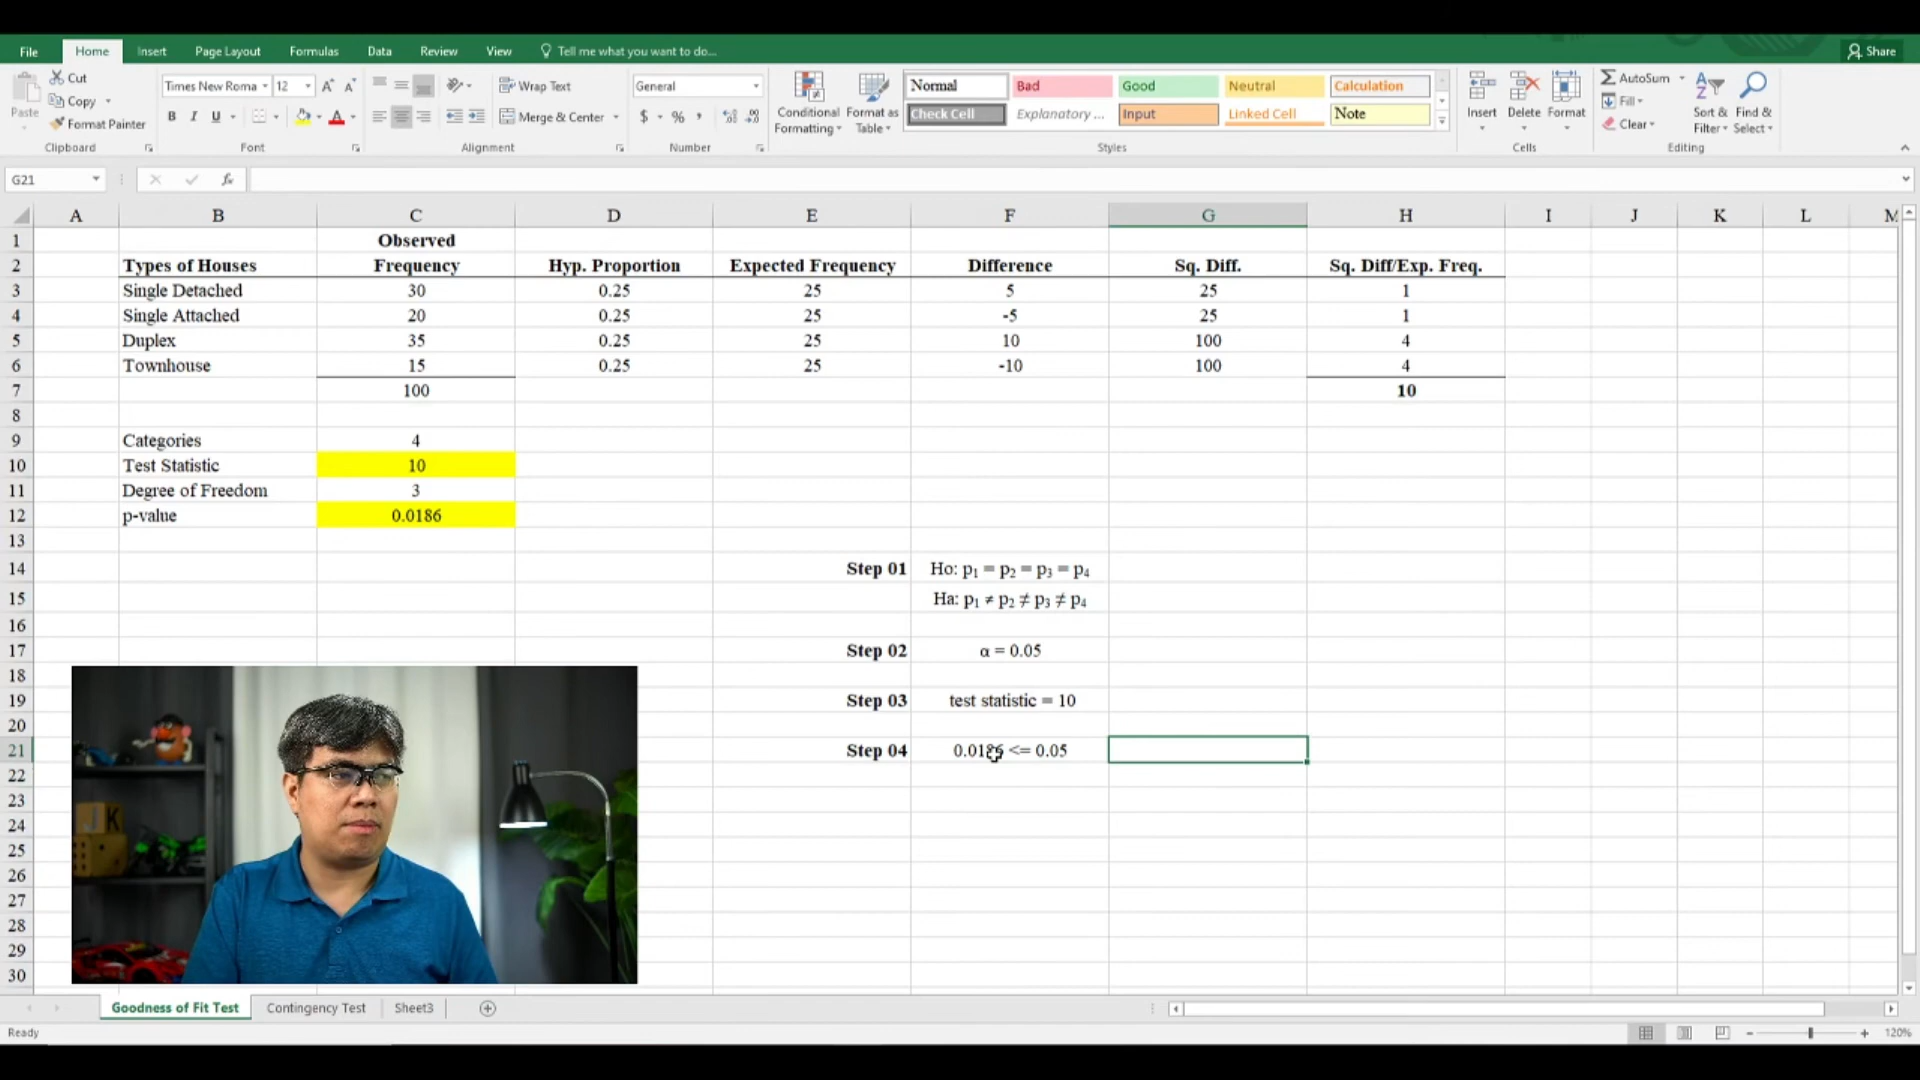 File Home Insert Page Layout Formulas Data Review View Tell me what you want to do... Share
Cut
Copy
Format Painter
Paste
Times New Roma 12
B I U
Wrap Text
Merge & Center
General
$ % ,
Conditional Formatting
Format as Table
Normal Bad Good Neutral Calculation
Check Cell Explanatory ... Input Linked Cell Note
Insert Delete Format
AutoSum
Fill
Clear
Sort & Filter
Find & Select
Clipboard Font Alignment Number Styles Cells Editing
G21 fx
A B C D E F G H I J K L M
1 Observed
2 Types of Houses Frequency Hyp. Proportion Expected Frequency Difference Sq. Diff. Sq. Diff/Exp. Freq.
3 Single Detached 30 0.25 25 5 25 1
4 Single Attached 20 0.25 25 -5 25 1
5 Duplex 35 0.25 25 10 100 4
6 Townhouse 15 0.25 25 -10 100 4
7 100 10
8
9 Categories 4
10 Test Statistic 10
11 Degree of Freedom 3
12 p-value 0.0186
13
14 Step 01 Ho: p₁ = p₂ = p₃ = p₄
15 Ha: p₁ ≠ p₂ ≠ p₃ ≠ p₄
16
17 Step 02 α = 0.05
18
19 Step 03 test statistic = 10
20
21 Step 04 0.0186 <= 0.05
22
23
24
25
26
27
28
29
30
JK
Goodness of Fit Test Contingency Test Sheet3
Ready 120%